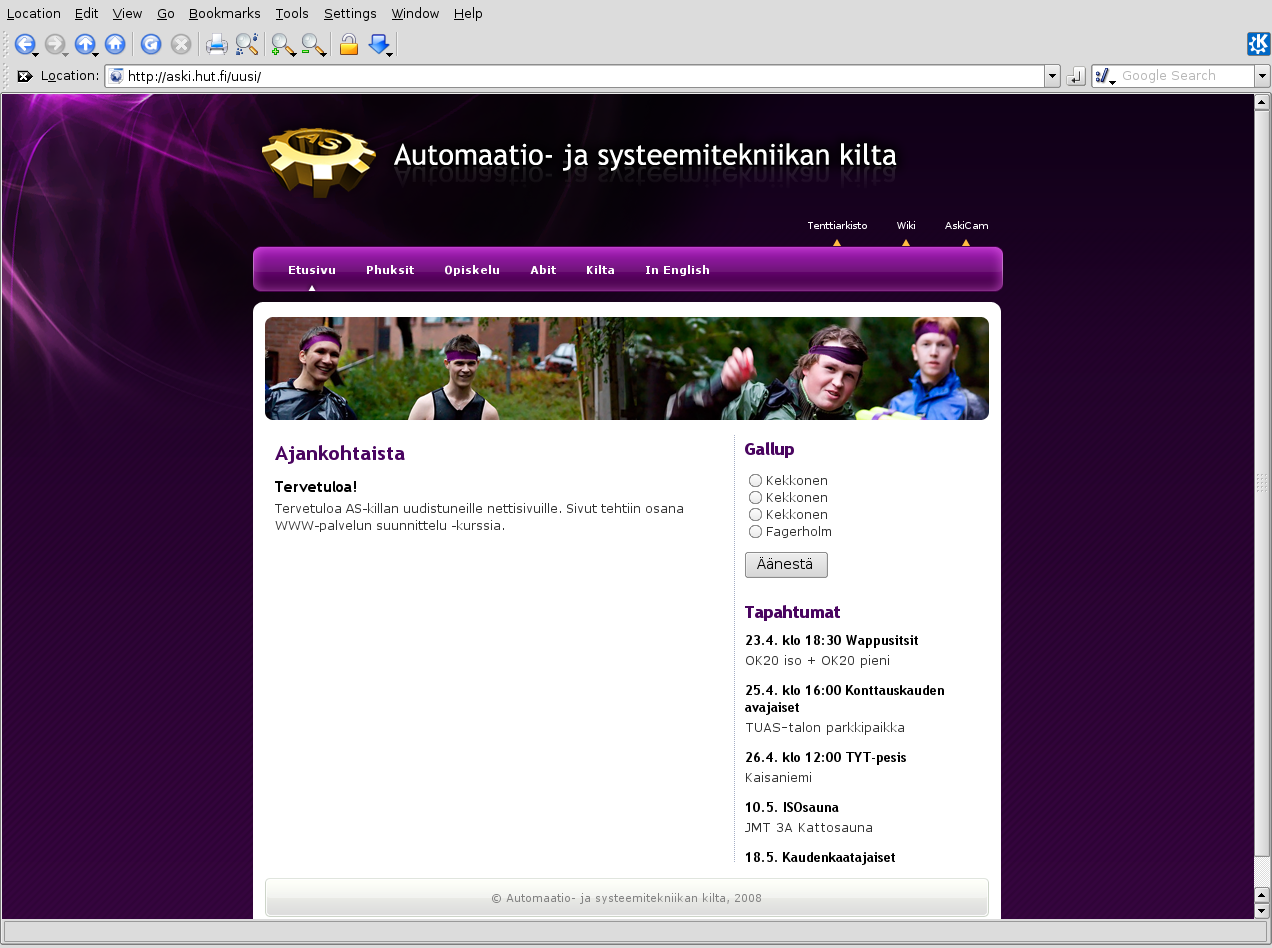 Location Edit View Go Bookmarks Tools Settings Window Help
Location: http://aski.hut.fi/uusi/ Google Search
AS
Automaatio- ja systeemitekniikan kilta
Tenttiarkisto Wiki AskiCam
Etusivu Phuksit Opiskelu Abit Kilta In English
Ajankohtaista
Tervetuloa!
Tervetuloa AS-killan uudistuneille nettisivuille. Sivut tehtiin osana
WWW-palvelun suunnittelu -kurssia.
Gallup
Kekkonen
Kekkonen
Kekkonen
Fagerholm
Äänestä
Tapahtumat
23.4. klo 18:30 Wappusitsit
OK20 iso + OK20 pieni
25.4. klo 16:00 Konttauskauden
avajaiset
TUAS-talon parkkipaikka
26.4. klo 12:00 TYT-pesis
Kaisaniemi
10.5. ISOsauna
JMT 3A Kattosauna
18.5. Kaudenkaatajaiset
© Automaatio- ja systeemitekniikan kilta, 2008